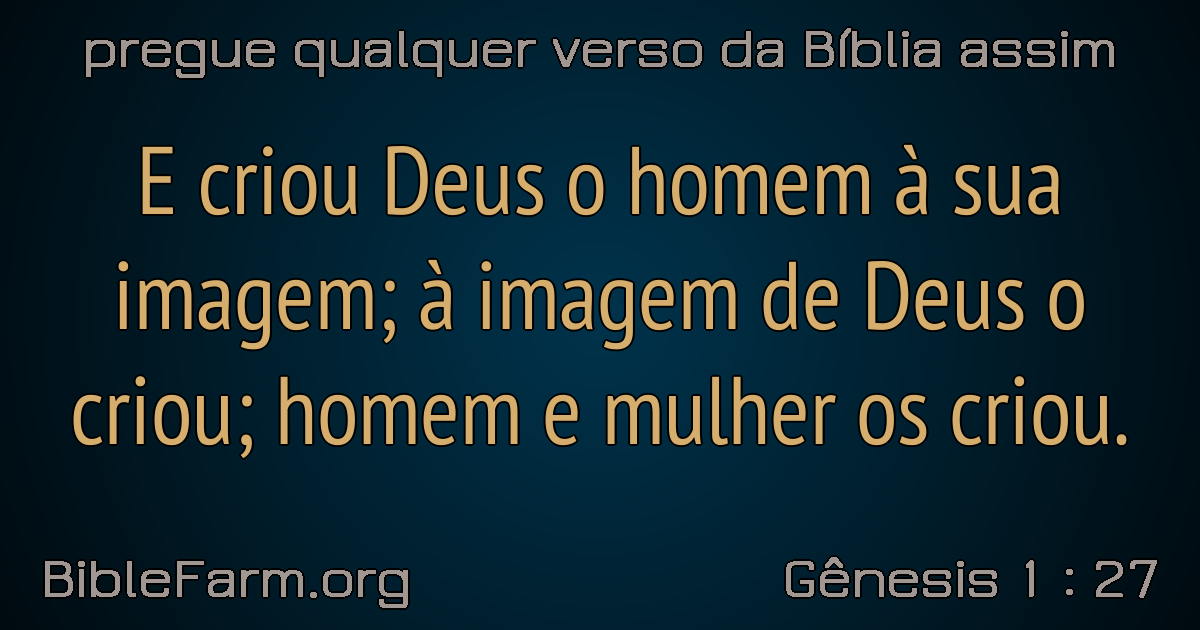 pregue qualquer verso da Bíblia assim
E criou Deus o homem à sua
imagem; à imagem de Deus o
criou; homem e mulher os criou.
BibleFarm.org
Gênesis 1 : 27